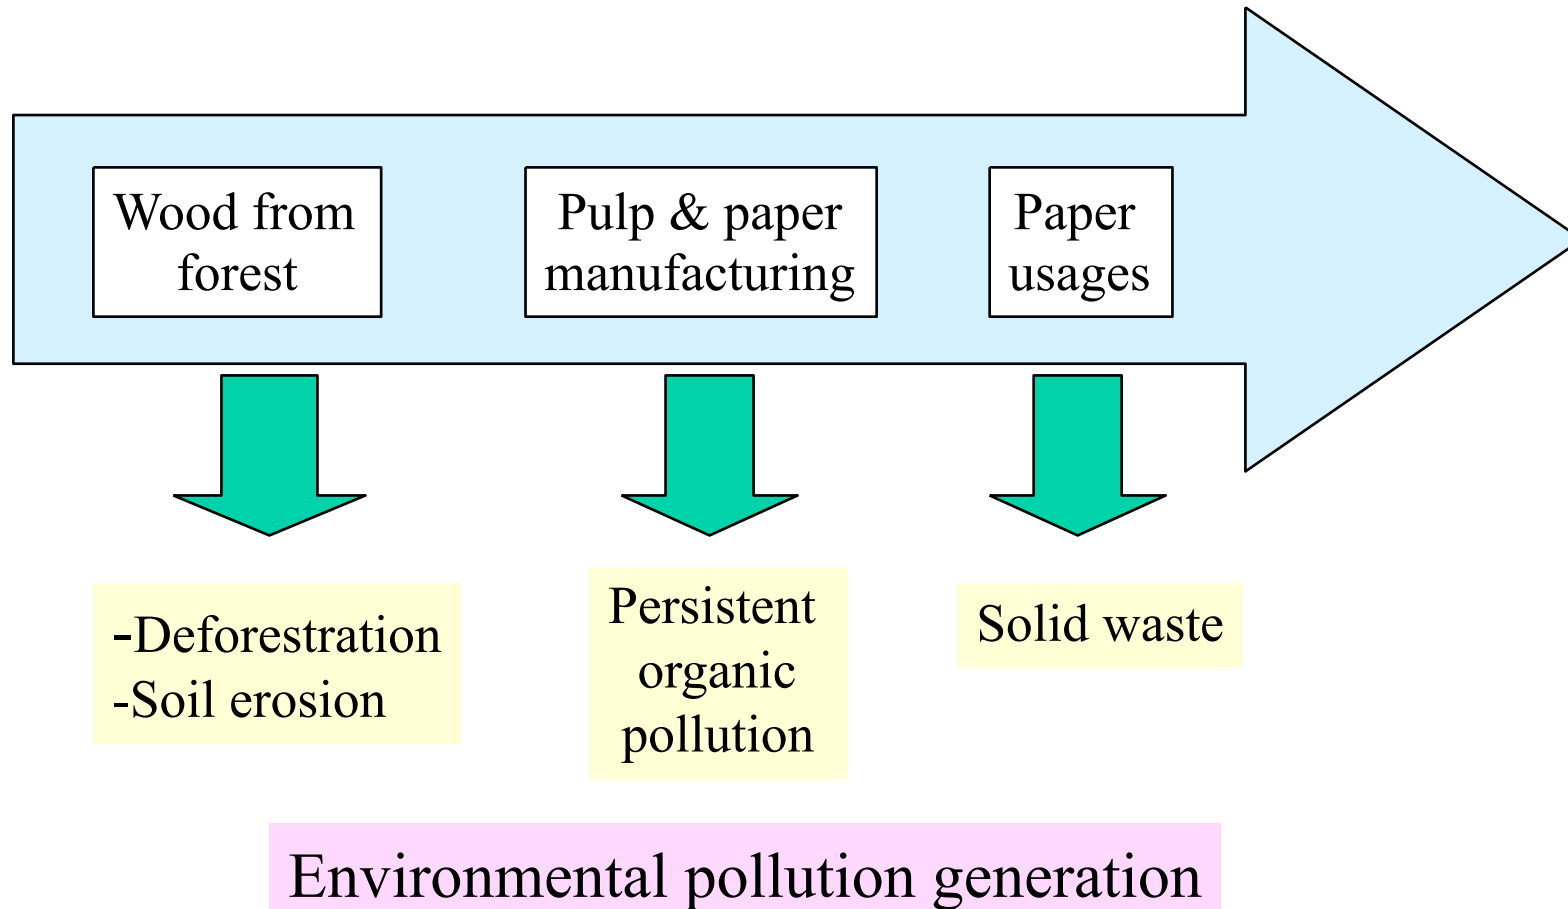 Wood from
forest
Pulp & paper
manufacturing
Paper
usages
-Deforestration
-Soil erosion
Persistent
organic
pollution
Solid waste
Environmental pollution generation